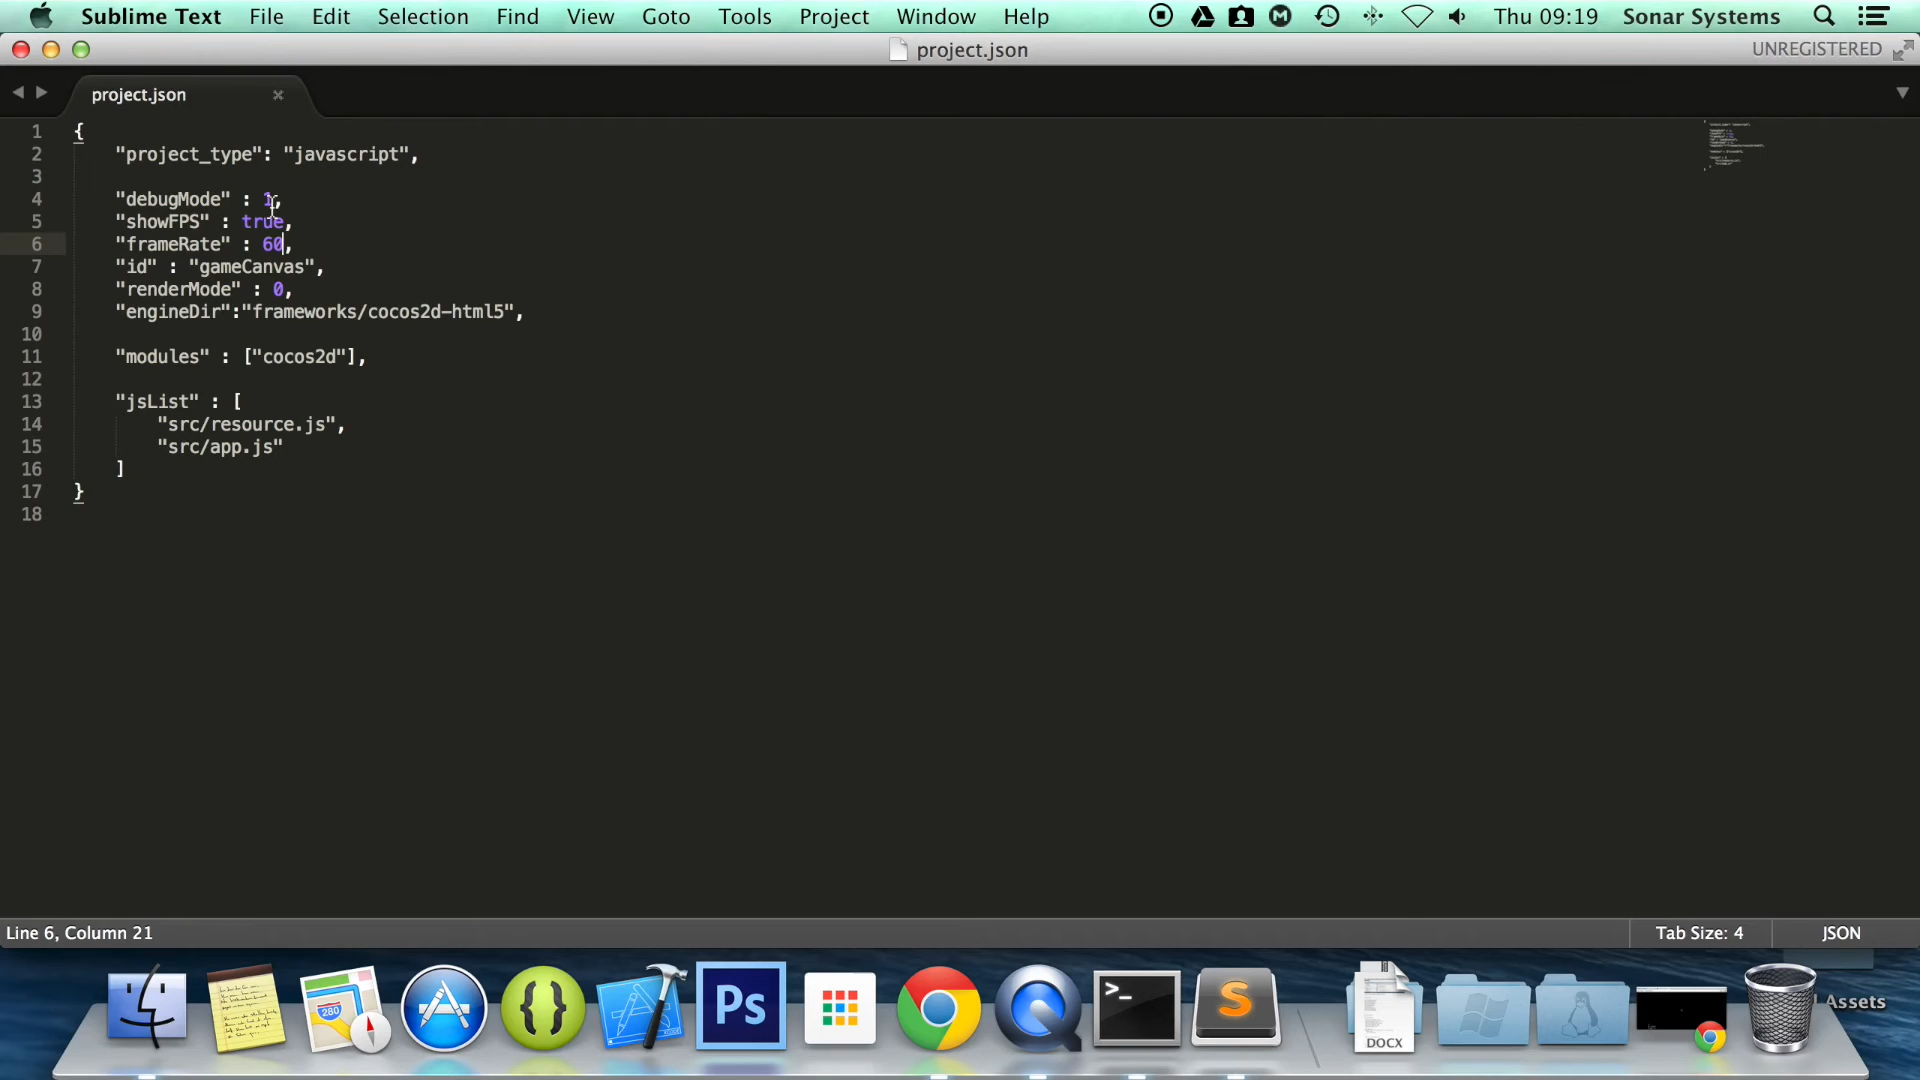 Sublime Text File Edit Selection Find View Goto Tools Project Window Help Thu 09:19 Sonar Systems
project.json UNREGISTERED
project.json
1 {
2 "project_type": "javascript",
3
4 "debugMode" : 1,
5 "showFPS" : true,
6 "frameRate" : 60,
7 "id" : "gameCanvas",
8 "renderMode" : 0,
9 "engineDir":"frameworks/cocos2d-html5",
10
11 "modules" : ["cocos2d"],
12
13 "jsList" : [
14 "src/resource.js",
15 "src/app.js"
16 ]
17 }
18
Line 6, Column 21 Tab Size: 4 JSON
280
Ps
>_
S
DOCX
Assets